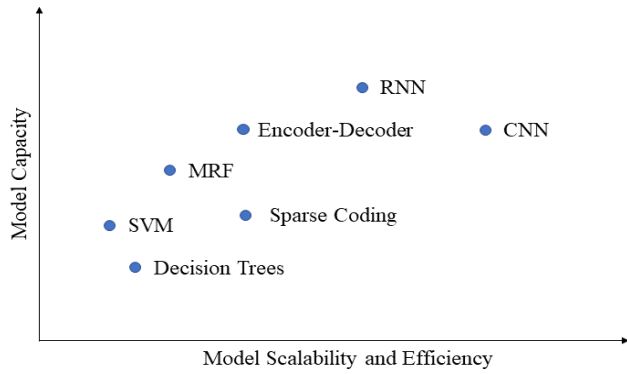 RNN
Encoder-Decoder
CNN
MRF
Sparse Coding
SVM
Decision Trees
Model Capacity
Model Scalability and Efficiency